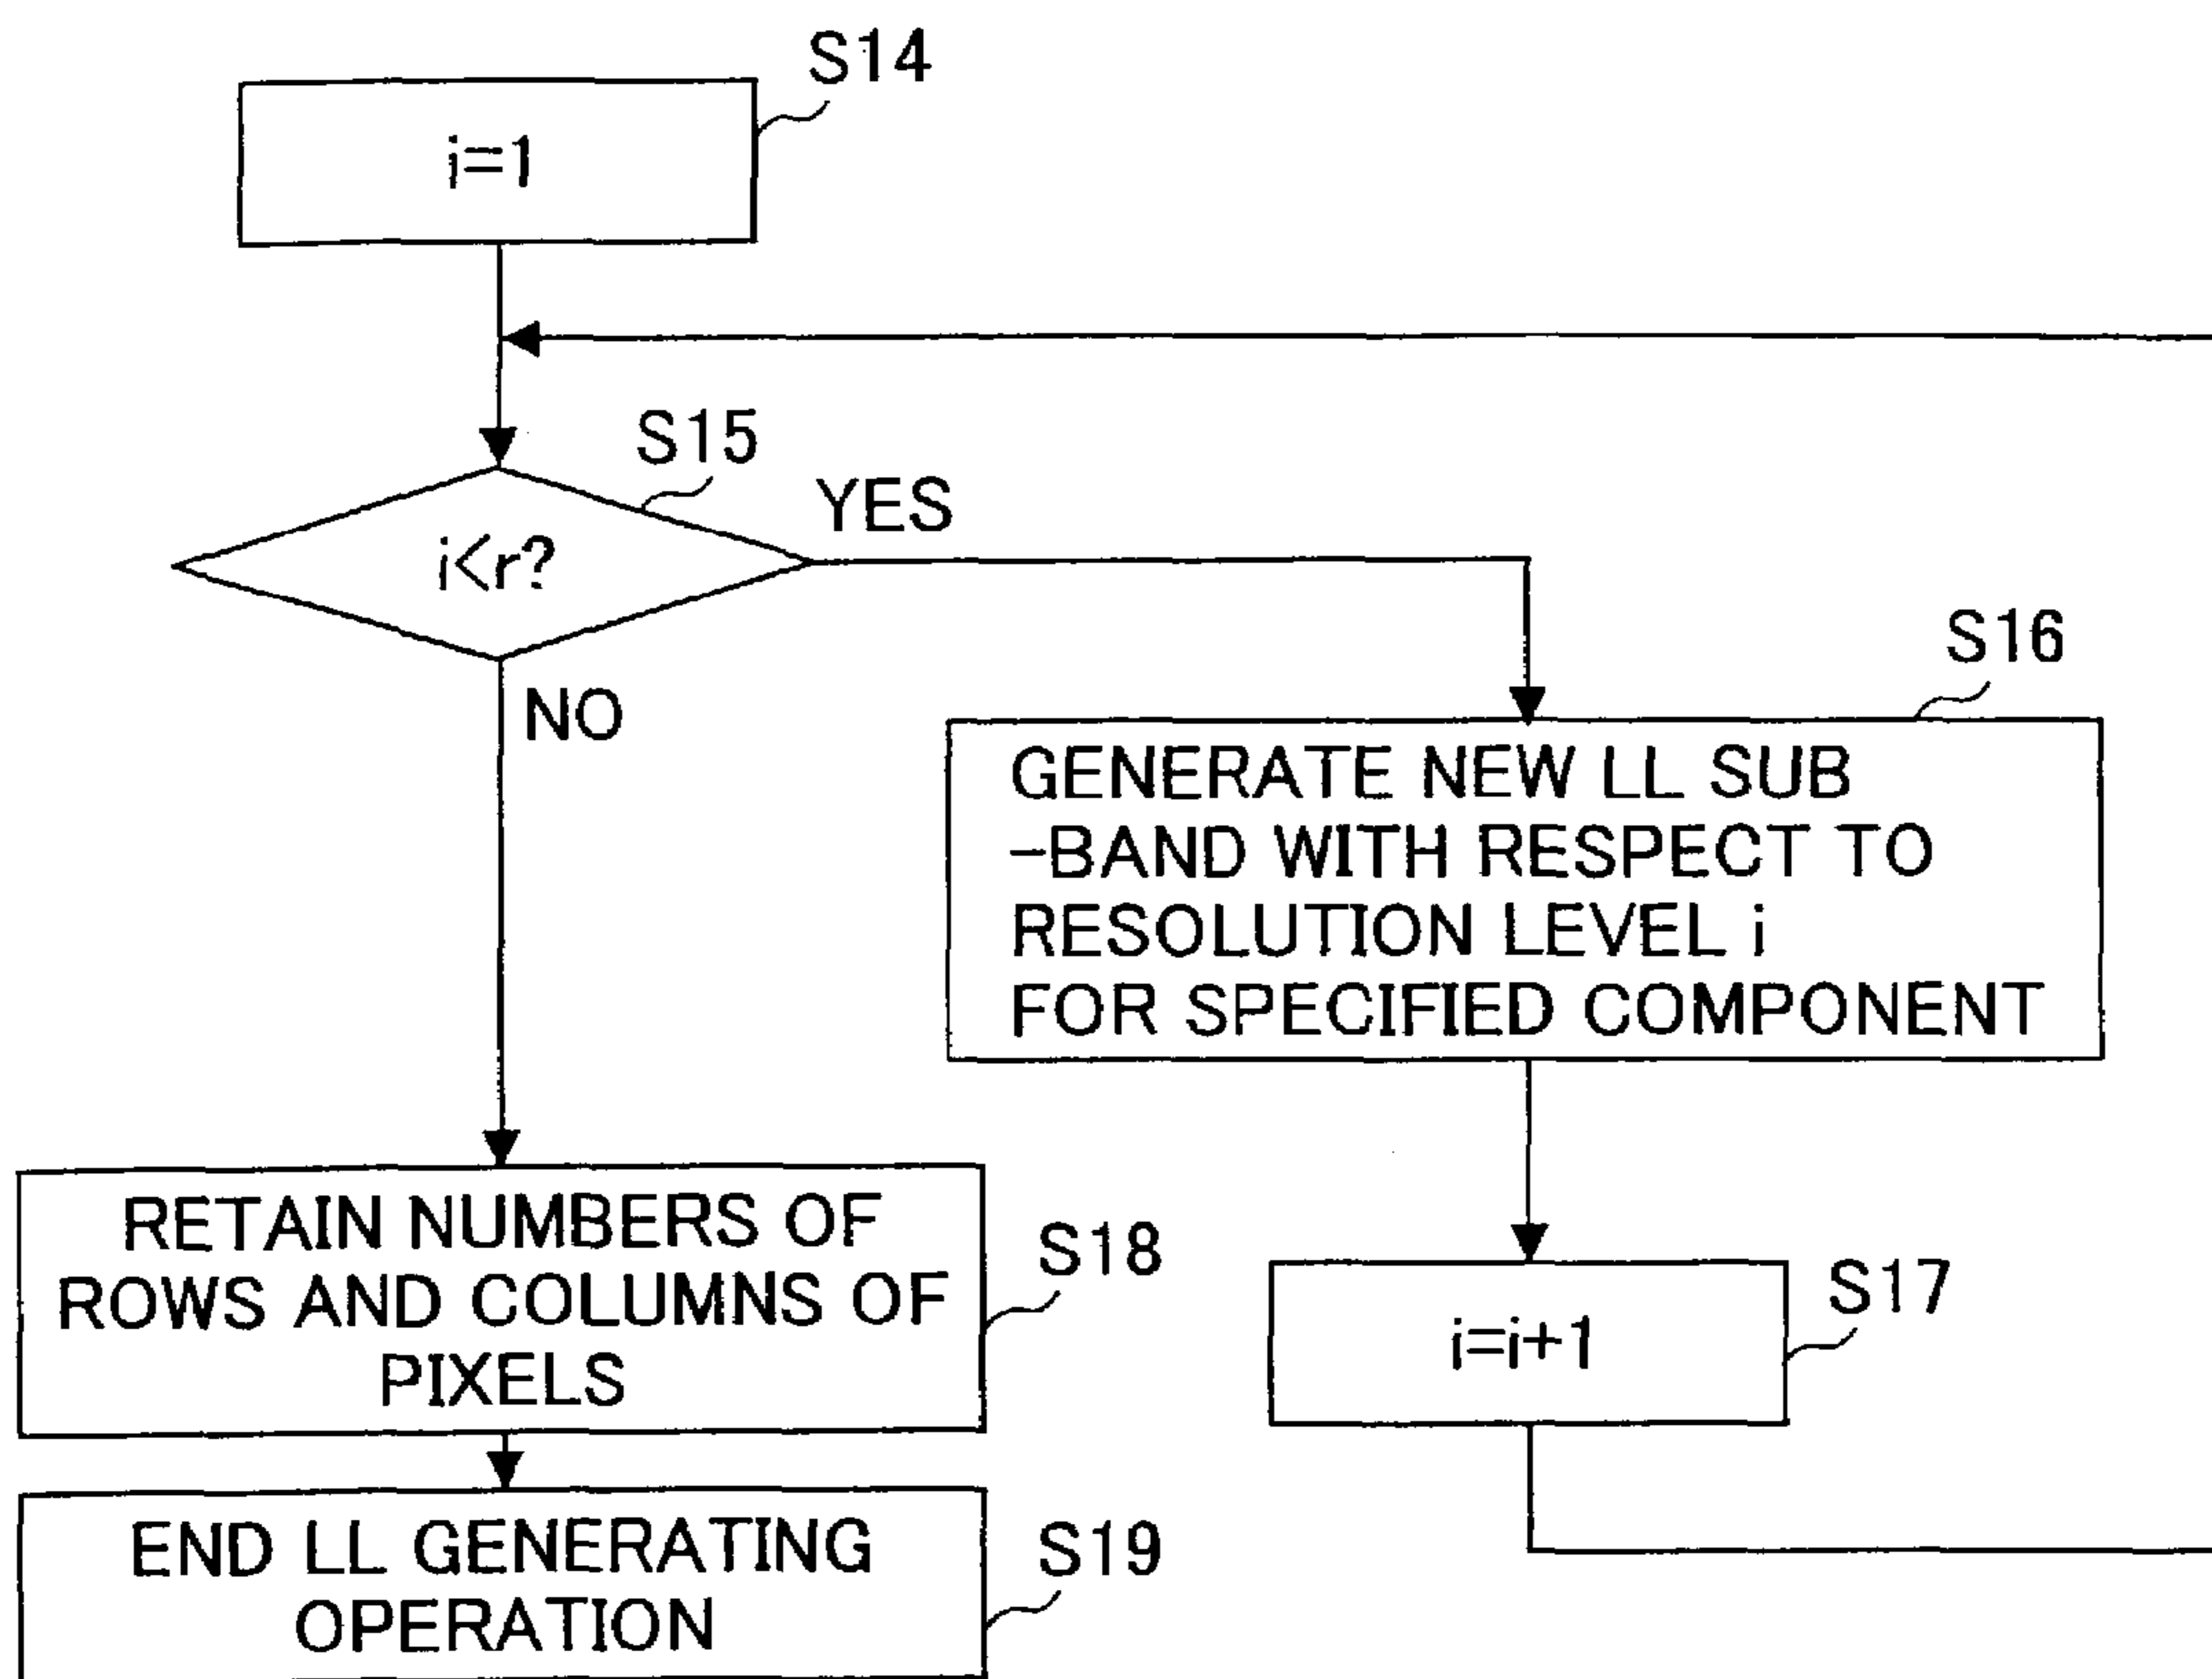 S14
i=1
S15
i<r?
YES
NO
S16
GENERATE NEW LL SUB
-BAND WITH RESPECT TO
RESOLUTION LEVEL i
FOR SPECIFIED COMPONENT
RETAIN NUMBERS OF
ROWS AND COLUMNS OF
PIXELS
S18
i=i+1
S17
END LL GENERATING
OPERATION
S19